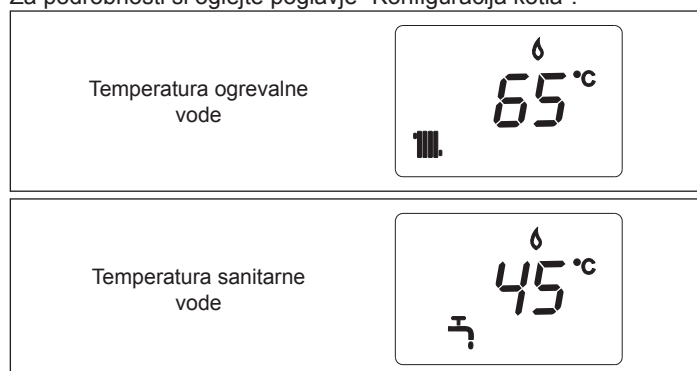 Za podrobnosti si oglejte poglavje "Konfiguracija kotla".
Temperatura ogrevalne
vode
65 °C
Temperatura sanitarne
vode
45 °C